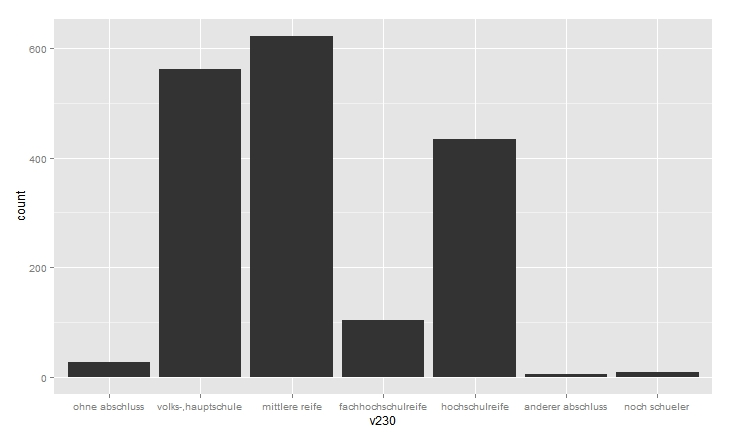 600
400
200
0
count
ohne abschluss volks-,hauptschule mittlere reife fachhochschulreife hochschulreife anderer abschluss noch schueler
v230